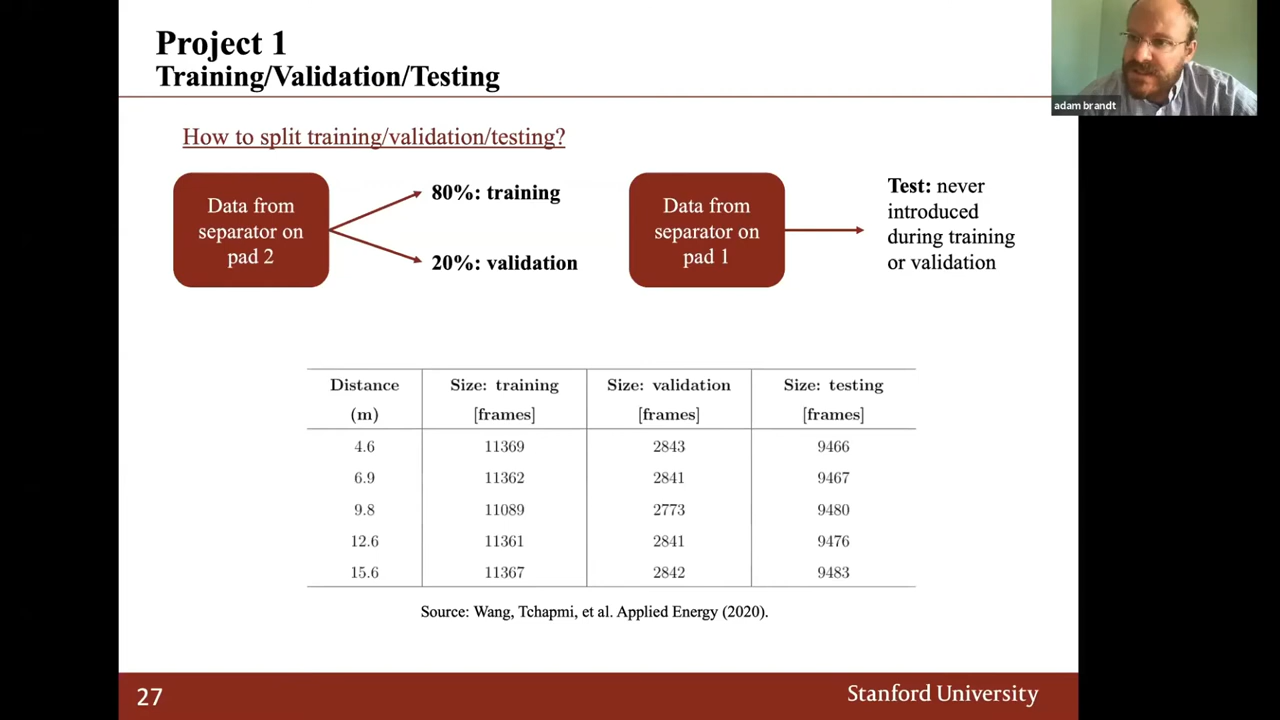 Project 1
Training/Validation/Testing
How to split training/validation/testing?
Data from
separator on
pad 2
80%: training
20%: validation
Data from
separator on
pad 1
Test: never
introduced
during training
or validation
Distance Size: training Size: validation Size: testing
(m) [frames] [frames] [frames]
4.6 11369 2843 9466
6.9 11362 2841 9467
9.8 11089 2773 9480
12.6 11361 2841 9476
15.6 11367 2842 9483
Source: Wang, Tchapmi, et al. Applied Energy (2020).
27
Stanford University
adam brandt